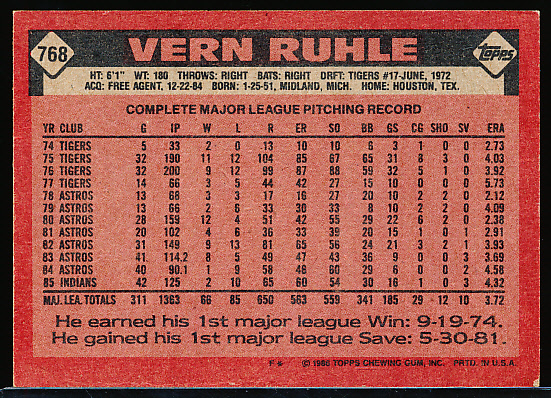 768
VERN RUHLE
topps
HT: 6'1" WT: 180 THROWS: RIGHT BATS: RIGHT DRFT: TIGERS #17-JUNE, 1972
ACQ: FREE AGENT, 12-22-84 BORN: 1-25-51, MIDLAND, MICH. HOME: HOUSTON, TEX.
COMPLETE MAJOR LEAGUE PITCHING RECORD
YR CLUB G IP W L R ER SO BB GS CG SHO SV ERA
74 TIGERS 5 33 2 0 13 10 10 6 3 1 0 0 2.73
75 TIGERS 32 190 11 12 104 85 67 65 31 8 3 0 4.03
76 TIGERS 32 200 9 12 99 87 88 59 32 5 1 0 3.92
77 TIGERS 14 66 3 5 44 42 27 15 10 0 0 0 5.73
78 ASTROS 13 68 3 3 17 16 27 20 10 2 2 0 2.12
79 ASTROS 13 66 2 6 33 30 33 8 10 2 2 0 4.09
80 ASTROS 28 159 12 4 51 42 55 29 22 6 2 0 2.38
81 ASTROS 20 102 4 6 36 33 39 20 15 1 0 1 2.91
82 ASTROS 31 149 9 13 81 65 56 24 21 3 2 1 3.93
83 ASTROS 41 114.2 8 5 49 47 43 36 9 0 0 3 3.69
84 ASTROS 40 90.1 1 9 58 48 60 29 6 0 0 2 4.58
85 INDIANS 42 125 2 10 65 60 54 30 16 1 0 3 4.32
MAJ. LEA. TOTALS 311 1363 66 85 650 563 559 341 185 29 12 10 3.72
He earned his 1st major league Win: 9-19-74.
He gained his 1st major league Save: 5-30-81.
© 1986 TOPPS CHEWING GUM, INC. PRTD. IN U.S.A.